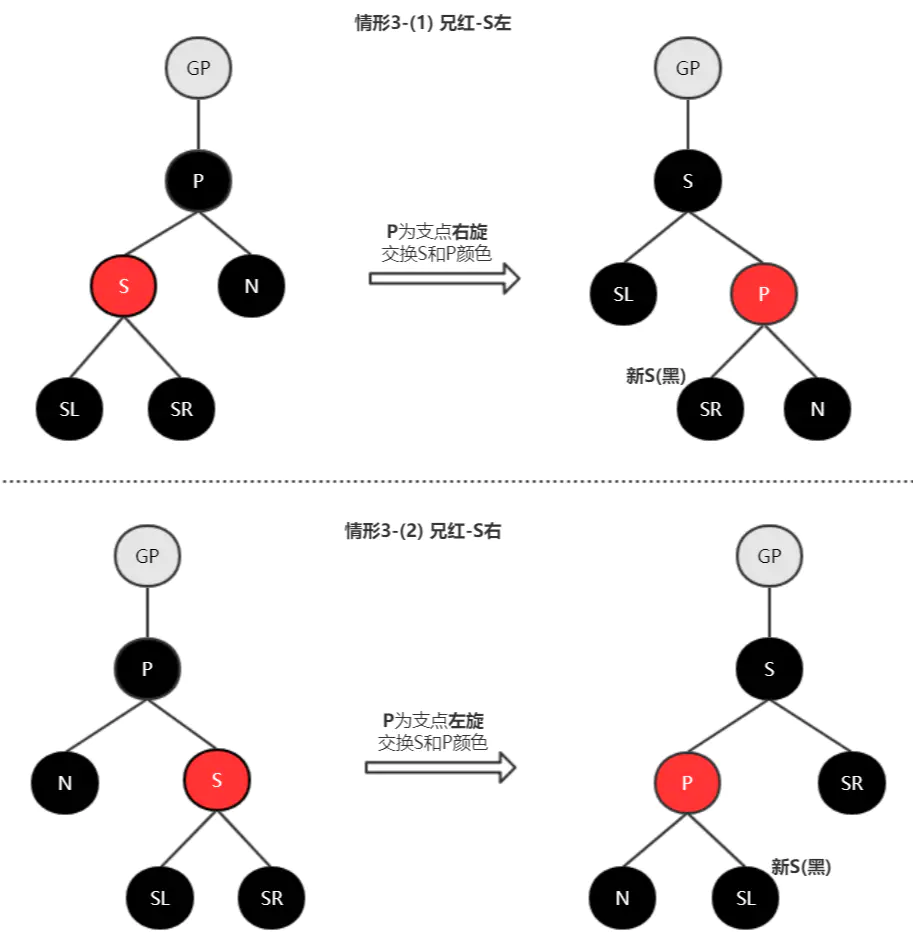 情形3-(1) 兄红-S左
GP
GP
P
S
P为支点右旋
交换S和P颜色
S
N
SL
P
新S(黑)
SL
SR
SR
N
情形3-(2) 兄红-S右
GP
GP
P
S
P为支点左旋
交换S和P颜色
N
S
P
SR
新S(黑)
SL
SR
N
SL